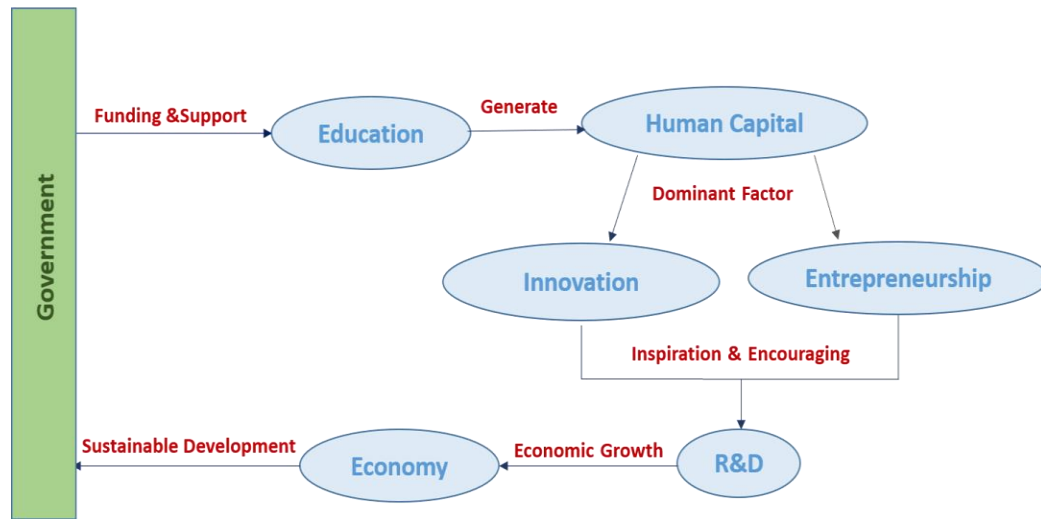 Government
Funding &Support
Education
Generate
Human Capital
Dominant Factor
Innovation
Entrepreneurship
Inspiration & Encouraging
Sustainable Development
Economy
Economic Growth
R&D